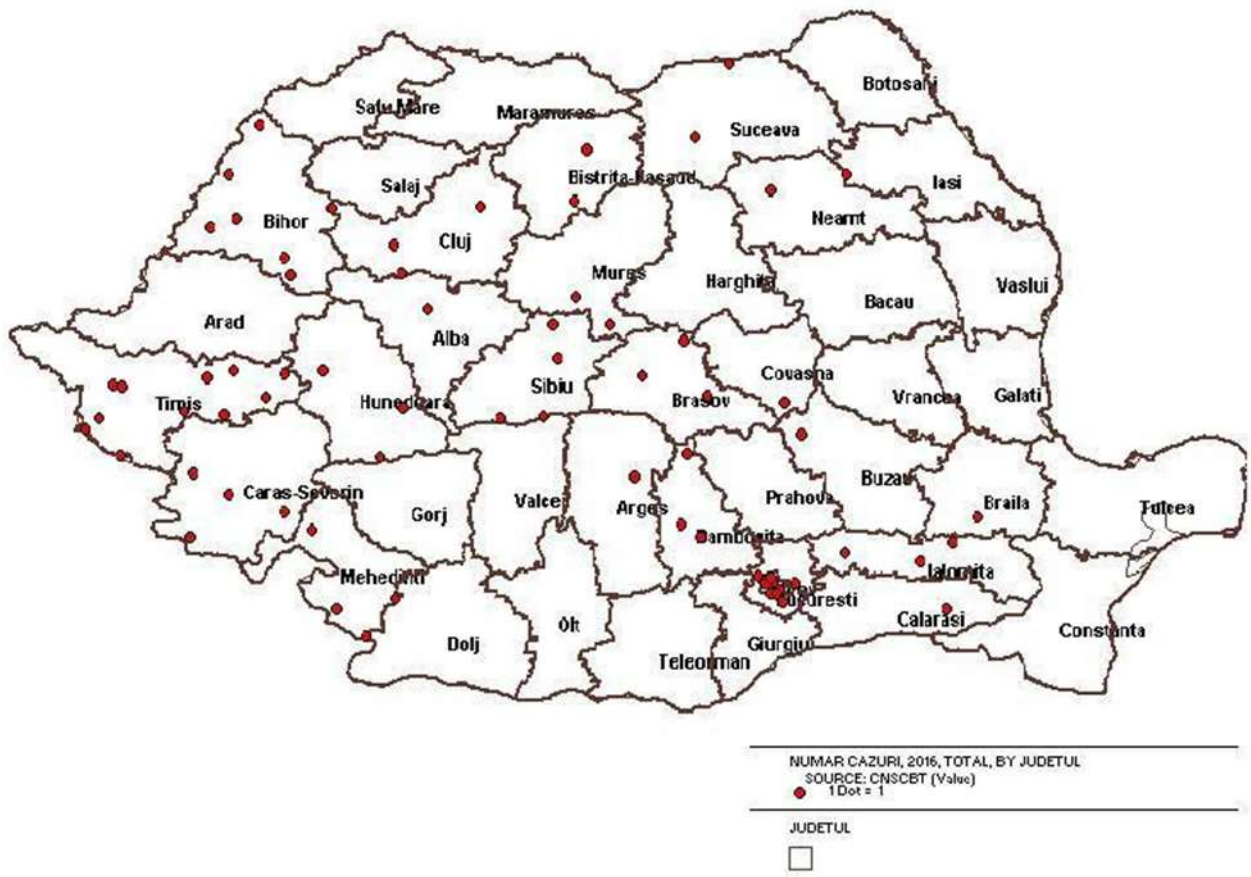 Botosani
Satu Mare
Maramures
Suceava
Salaj
Bistrita-Nasaud
Iasi
Bihor
Cluj
Neamt
Mures
Harghita
Bacau
Vaslui
Arad
Alba
Timis
Hunedoara
Sibiu
Brasov
Covasna
Vrancea
Galati
Caras-Severin
Gorj
Valcea
Arges
Prahova
Buzau
Braila
Tulcea
Dambovita
Mehedinti
Bucuresti
Ialomita
Calarasi
Constanta
Dolj
Olt
Teleorman
Giurgiu
NUMAR CAZURI, 2016, TOTAL, BY JUDETUL
SOURCE: CNSCBT (Value)
1 Dot = 1
JUDETUL